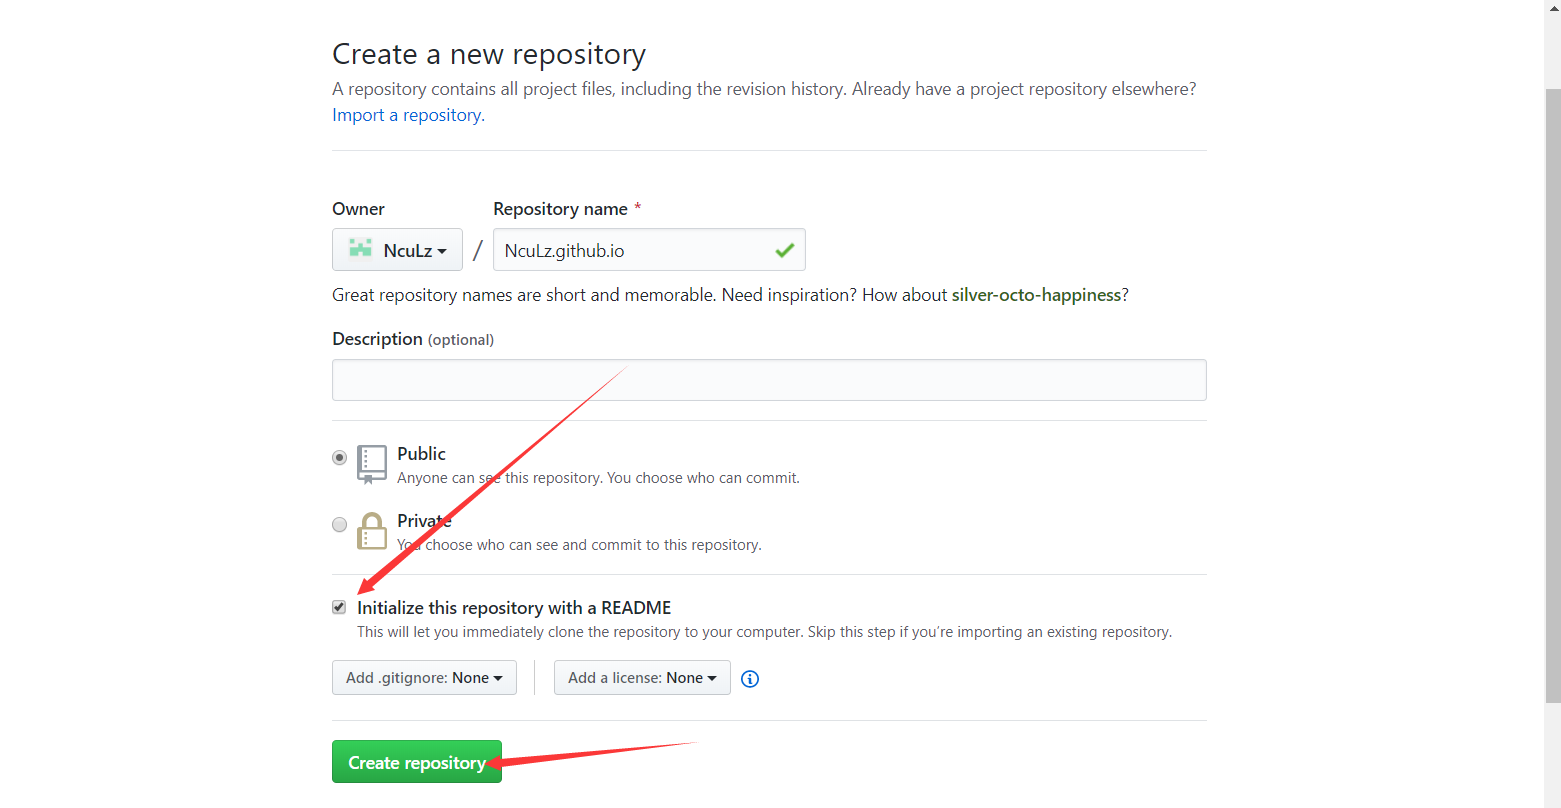 Create a new repository
A repository contains all project files, including the revision history. Already have a project repository elsewhere?
Import a repository.
Owner
Repository name *
NcuLz
/
NcuLz.github.io
Great repository names are short and memorable. Need inspiration? How about silver-octo-happiness?
Description (optional)
Public
Anyone can see this repository. You choose who can commit.
Private
You choose who can see and commit to this repository.
Initialize this repository with a README
This will let you immediately clone the repository to your computer. Skip this step if you’re importing an existing repository.
Add .gitignore: None
Add a license: None
Create repository